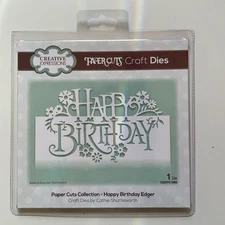 CREATIVE
EXPRESSIONS
PAPER CUTS Craft Dies
HAPPY
BIRTHDAY
1 Die
Paper Cuts Collection - Happy Birthday Edger
Craft Dies by Cathie Shuttleworth